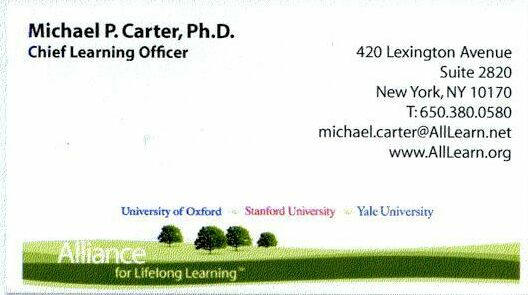 Michael P. Carter, Ph.D.
Chief Learning Officer
420 Lexington Avenue
Suite 2820
New York, NY 10170
T: 650.380.0580
michael.carter@AllLearn.net
www.AllLearn.org
University of Oxford Stanford University Yale University
Alliance
for Lifelong Learning™